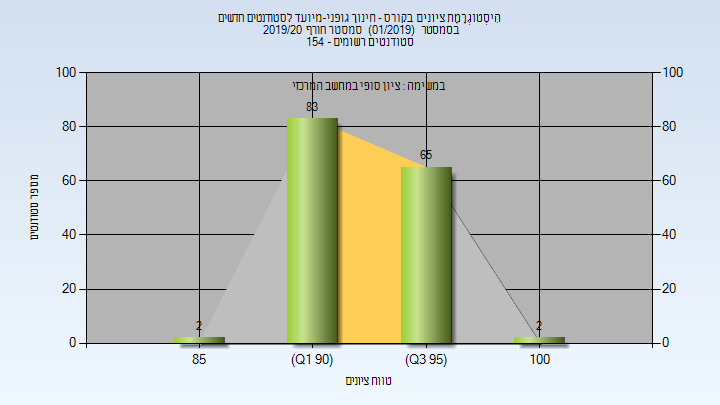 היסטוגרמת ציונים בקורס - חינוך גופני-מיועד לסטודנטים חדשים
בסמסטר (01/2019) סמסטר חורף 2019/20
סטודנטים רשומים - 154
במשימה : ציון סופי במחשב המרכזי
100
80
60
40
20
0
מספר סטודנטים
100
80
60
40
20
0
2
83
65
2
85
(Q1 90)
(Q3 95)
100
טווח ציונים